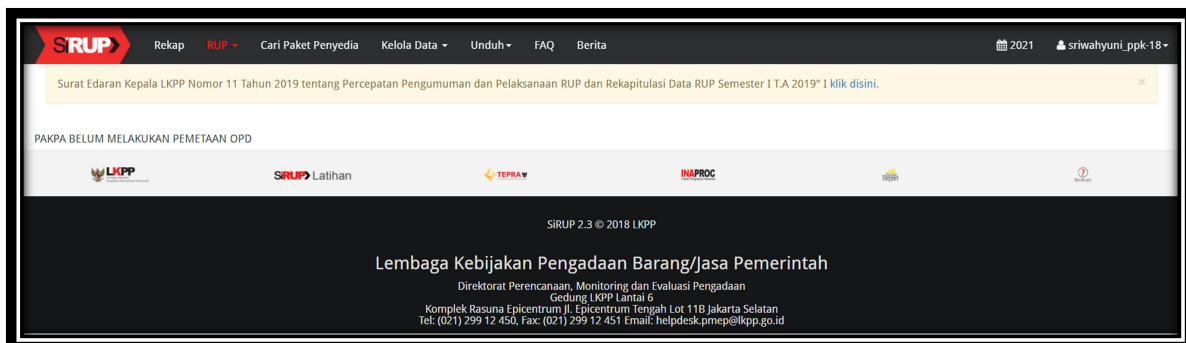 SiRUP Rekap RUP Cari Paket Penyedia Kelola Data Unduh FAQ Berita 2021 sriwahyuni_ppk-18
Surat Edaran Kepala LKPP Nomor 11 Tahun 2019 tentang Percepatan Pengumuman dan Pelaksanaan RUP dan Rekapitulasi Data RUP Semester I T.A 2019" I klik disini. ×
PAKPA BELUM MELAKUKAN PEMETAAN OPD
LKPP SiRUP Latihan TEPRA INAPROC
SiRUP 2.3 © 2018 LKPP
Lembaga Kebijakan Pengadaan Barang/Jasa Pemerintah
Direktorat Perencanaan, Monitoring dan Evaluasi Pengadaan
Gedung LKPP Lantai 6
Komplek Rasuna Epicentrum Jl. Epicentrum Tengah Lot 11B Jakarta Selatan
Tel: (021) 299 12 450, Fax: (021) 299 12 451 Email: helpdesk.pmep@lkpp.go.id